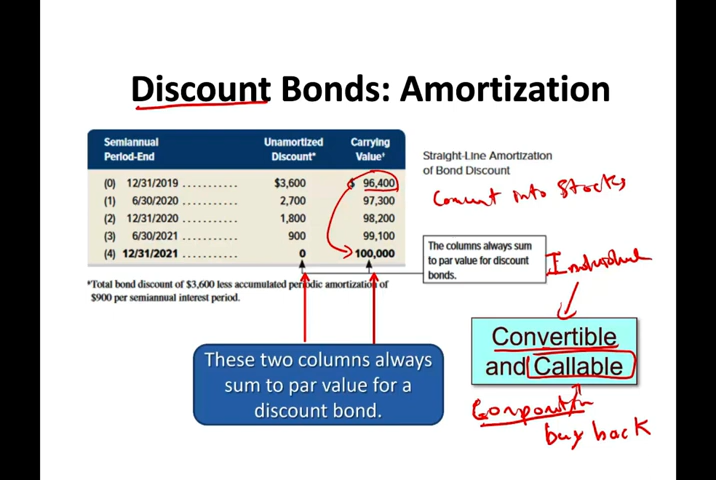 Discount Bonds: Amortization
Semiannual Period-End Unamortized Discount* Carrying Value†
(0) 12/31/2019 . . . . . . . . . . . $3,600 $ 96,400
(1) 6/30/2020 . . . . . . . . . . . 2,700 97,300
(2) 12/31/2020 . . . . . . . . . . . 1,800 98,200
(3) 6/30/2021 . . . . . . . . . . . 900 99,100
(4) 12/31/2021 . . . . . . . . . . . 0 100,000
Straight-Line Amortization
of Bond Discount
Convert into Stocks
The columns always sum
to par value for discount
bonds.
Individual
*Total bond discount of $3,600 less accumulated periodic amortization of
$900 per semiannual interest period.
Convertible
and Callable
These two columns always
sum to par value for a
discount bond.
Corporation
buy back